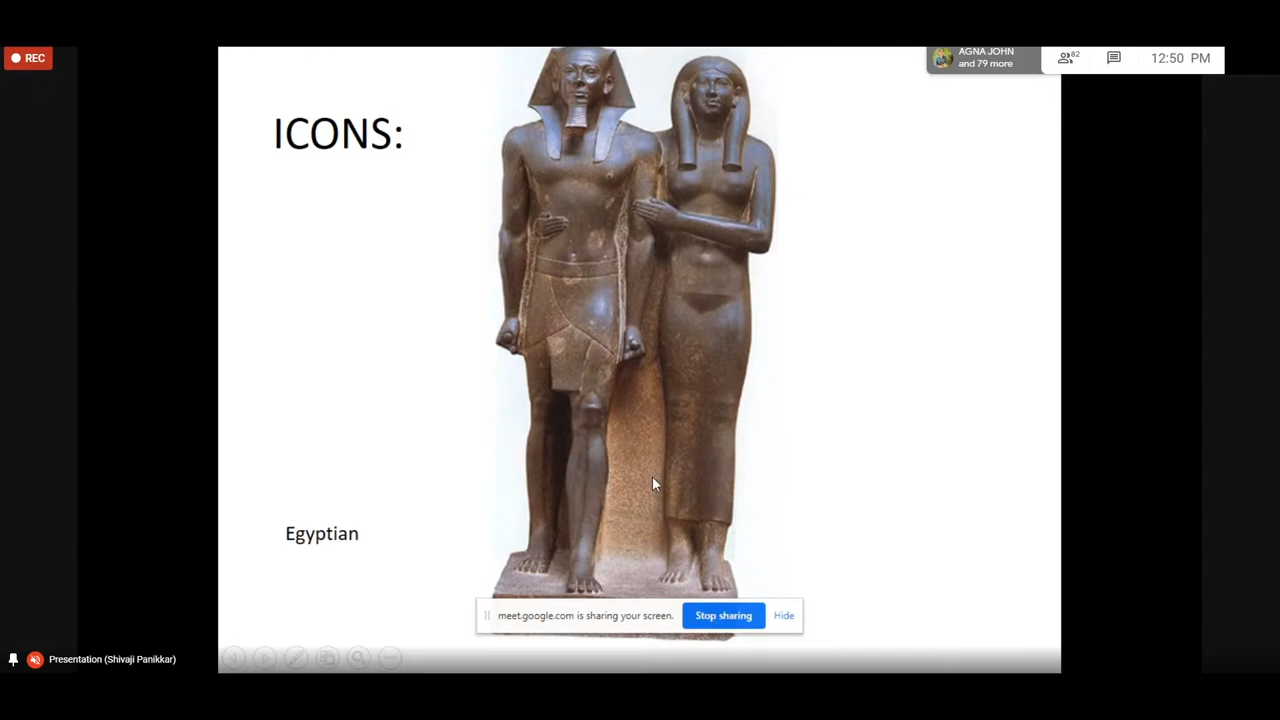 REC
AGNA JOHN
and 79 more
82
12:50 PM
ICONS:
Egyptian
meet.google.com is sharing your screen.
Stop sharing
Hide
Presentation (Shivaji Panikkar)